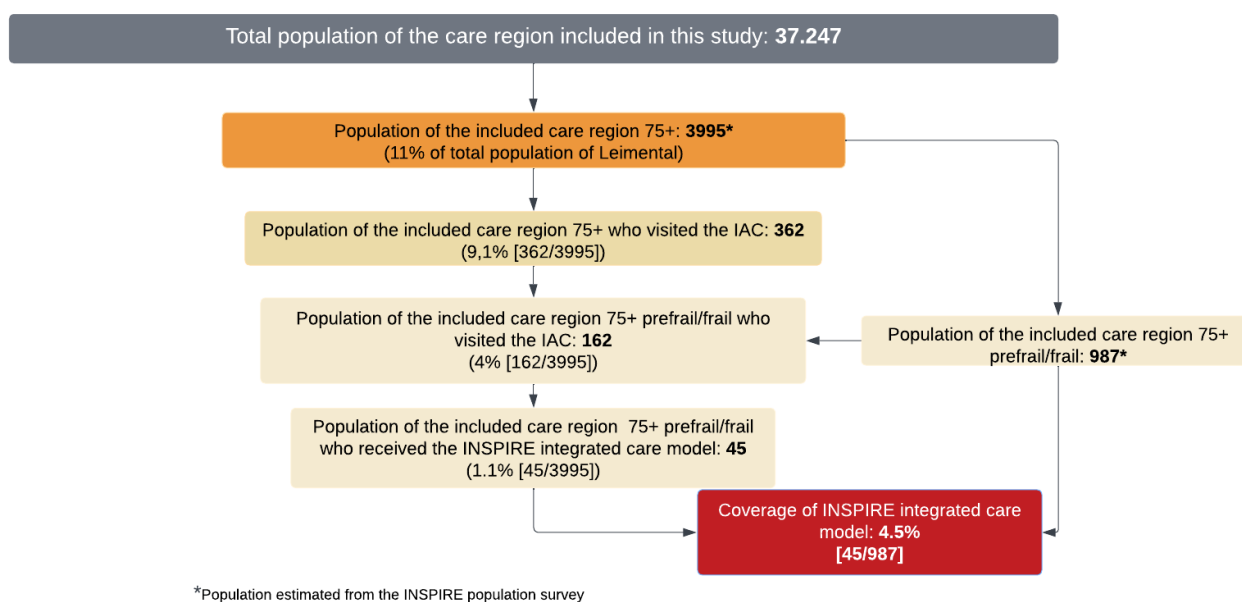 Total population of the care region included in this study: 37.247
Population of the included care region 75+: 3995*
(11% of total population of Leimental)
Population of the included care region 75+ who visited the IAC: 362
(9,1% [362/3995])
Population of the included care region 75+ prefrail/frail who
visited the IAC: 162
(4% [162/3995])
Population of the included care region 75+
prefrail/frail: 987*
Population of the included care region  75+ prefrail/frail
who received the INSPIRE integrated care model: 45
(1.1% [45/3995])
Coverage of INSPIRE integrated care
model: 4.5%
[45/987]
*Population estimated from the INSPIRE population survey